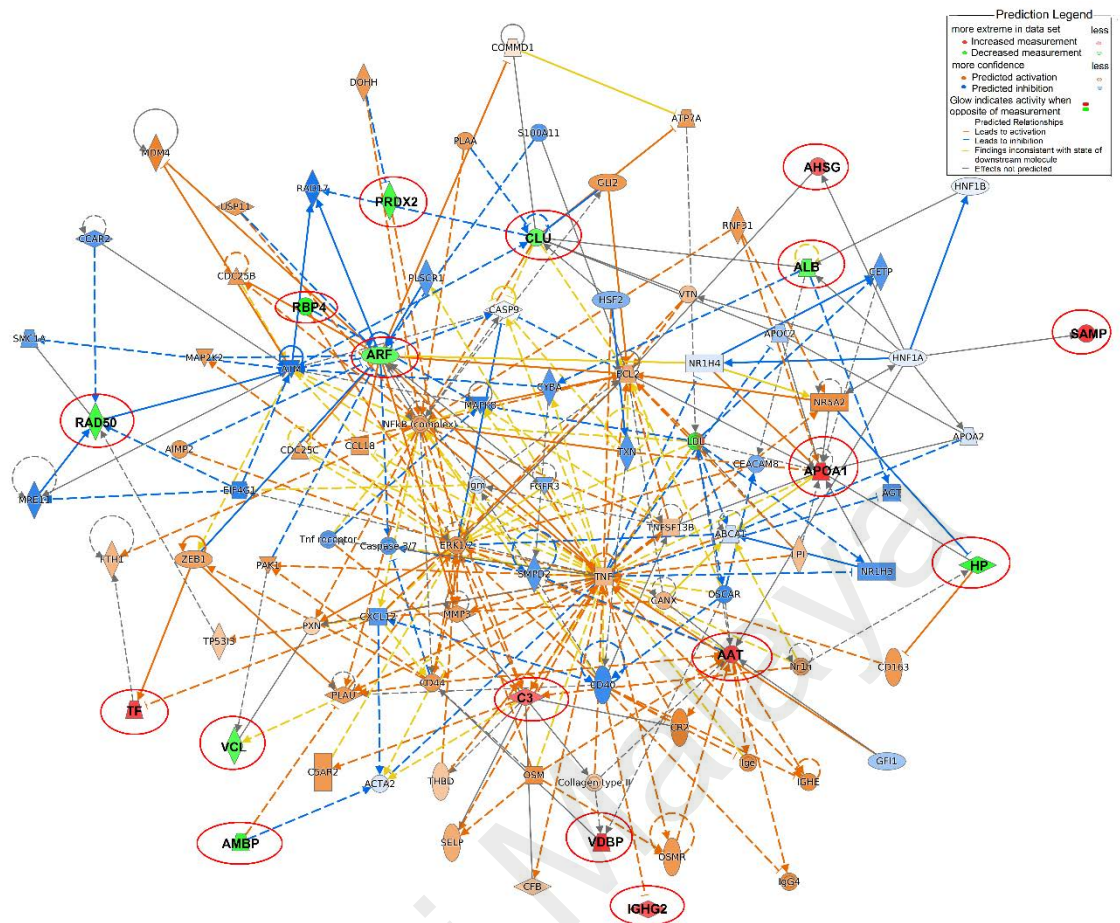 Prediction Legend
more extreme in data set less
Increased measurement
Decreased measurement
more confidence less
Predicted activation
Predicted inhibition
Glow indicates activity when
opposite of measurement
Predicted Relationships
Leads to activation
Leads to inhibition
Findings inconsistent with state of
downstream molecule
Effects not predicted
COMMD1
DOHH
ATP7A
PLAA
S100A11
MDM4
AHSG
RAD17
PRDX2
GLI2
HNF1B
USP11
RNF31
CCAR2
CLU
ALB
CETP
CDC25B
PLSCR1
RBP4
CASP9
HSF2
VTN
SAMP
SMC1A
APOC2
MAP2K2
ARF
ATM
NR1H4
HNF1A
BCL2
CYBA
MAPK8
NR5A2
RAD50
NFkB (complex)
LDL
APOA2
AIMP2
CDC25C
CCL18
TXN
CEACAM8
APOA1
MRE11
EIF4G1
Igm
FGFR3
AGT
Tnf receptor
Caspase 3/7
ERK1/2
TNFSF13B
ABCA1
FTH1
ZEB1
PAK1
SMPD2
TNF
LPI
NR1H3
HP
CANX
OSCAR
TP53I3
PXN
CXCL12
MMP3
AAT
Nr1h
CD163
TF
PLAU
CD44
C3
CD40
CR2
VCL
C5AR2
ACTA2
THBD
OSM
Collagen type II
Ige
IGHE
GFI1
AMBP
SELP
VDBP
OSMR
CFB
IgG4
IGHG2
i Malaya